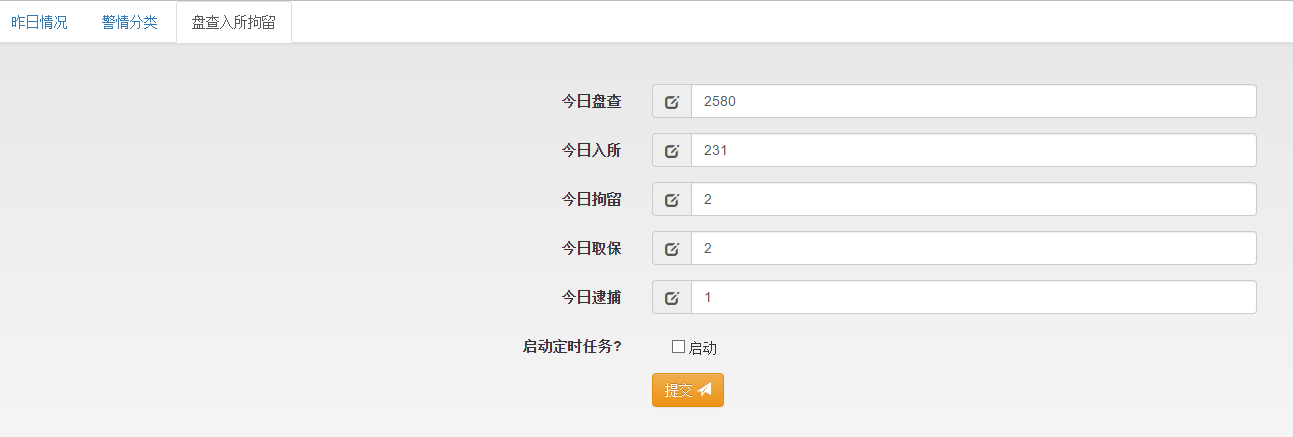 昨日情况 警情分类 盘查入所拘留
今日盘查 2580
今日入所 231
今日拘留 2
今日取保 2
今日逮捕 1
启动定时任务? 启动
提交